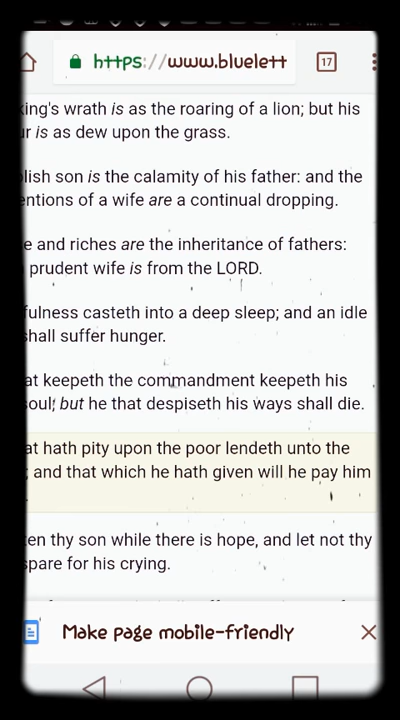 https://www.bluelett
17
king's wrath is as the roaring of a lion; but his
ur is as dew upon the grass.
lish son is the calamity of his father: and the
entions of a wife are a continual dropping.
e and riches are the inheritance of fathers:
prudent wife is from the LORD.
fulness casteth into a deep sleep; and an idle
shall suffer hunger.
at keepeth the commandment keepeth his
soul; but he that despiseth his ways shall die.
at hath pity upon the poor lendeth unto the
; and that which he hath given will he pay him
ten thy son while there is hope, and let not thy
spare for his crying.
Make page mobile-friendly